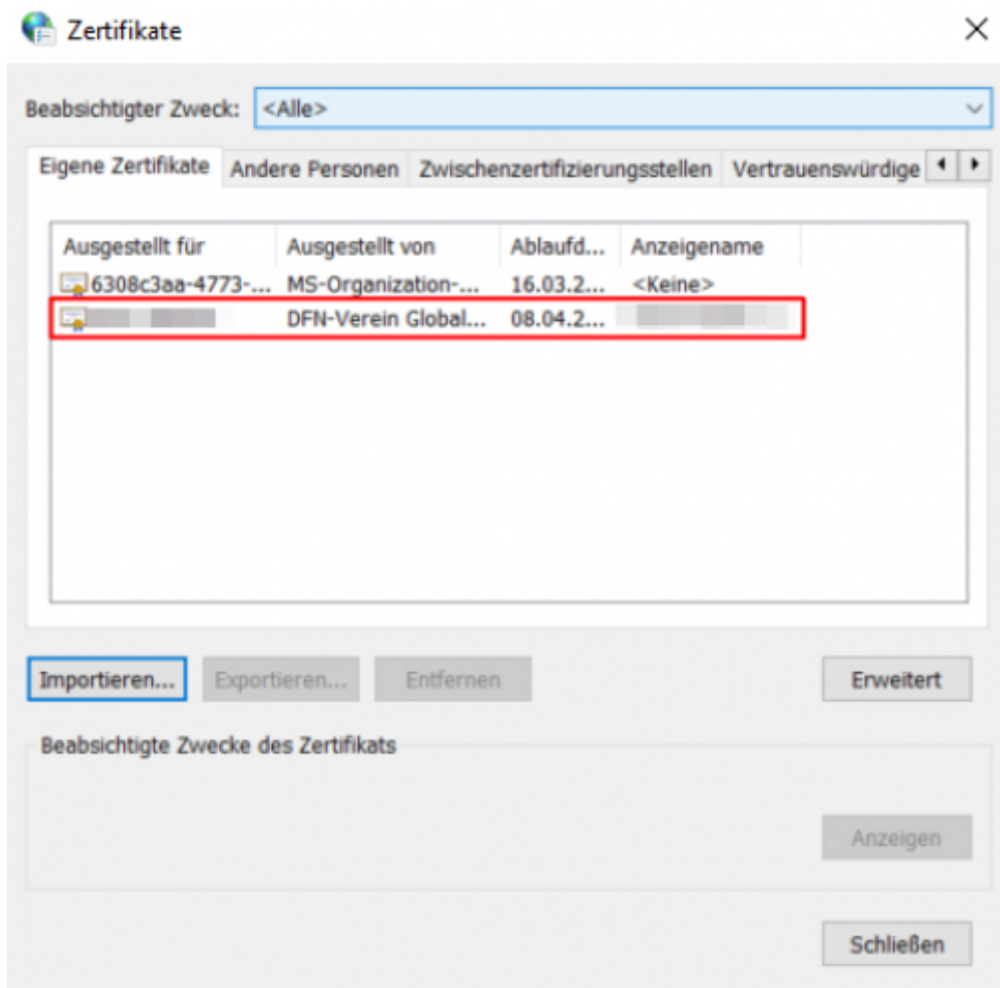 Zertifikate
Beabsichtigter Zweck: <Alle>
Eigene Zertifikate Andere Personen Zwischenzertifizierungsstellen Vertrauenswürdige
Ausgestellt für Ausgestellt von Ablaufd... Anzeigename
6308c3aa-4773-... MS-Organization-... 16.03.2... <Keine>
DFN-Verein Global... 08.04.2...
Importieren... Exportieren... Entfernen Erweitert
Beabsichtigte Zwecke des Zertifikats
Anzeigen
Schließen